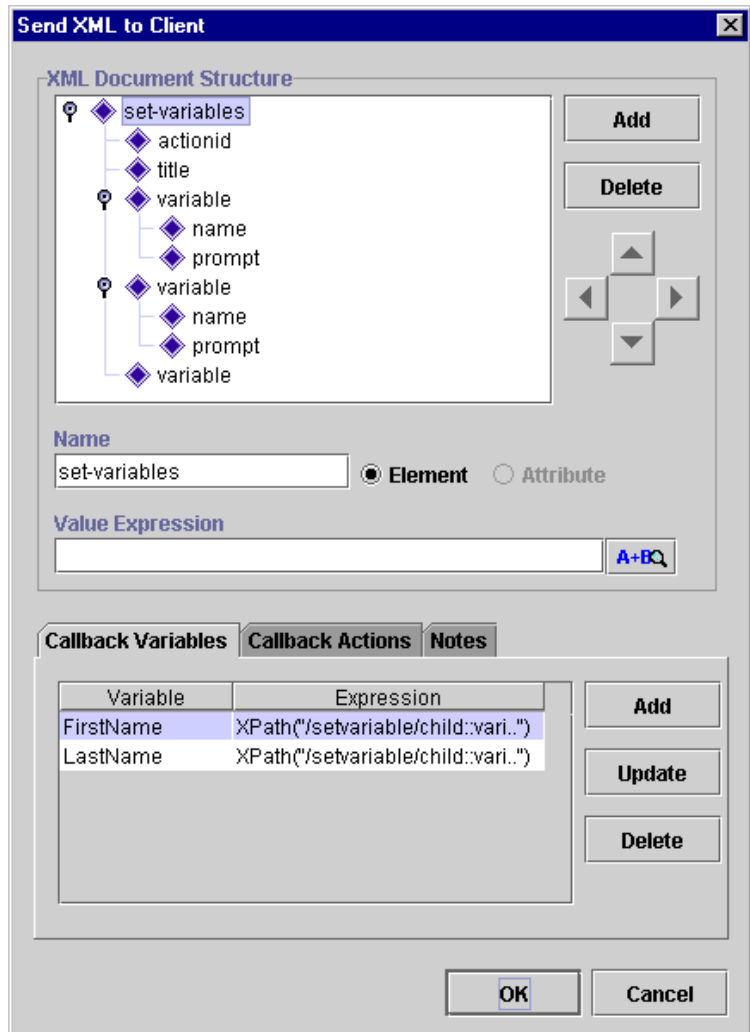 Send XML to Client
XML Document Structure
set-variables
actionid
title
variable
name
prompt
variable
name
prompt
variable
Add
Delete
Name
set-variables
Element
Attribute
Value Expression
A+B
Callback Variables Callback Actions Notes
Variable Expression
FirstName XPath("/setvariable/child::vari..")
LastName XPath("/setvariable/child::vari..")
Add
Update
Delete
OK Cancel